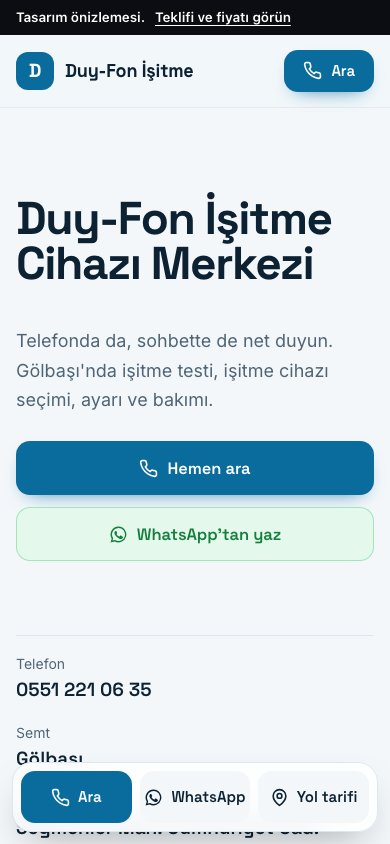 Tasarım önizlemesi. Teklifi ve fiyatı görün
D Duy-Fon İşitme Ara
Duy-Fon İşitme
Cihazı Merkezi
Telefonda da, sohbette de net duyun.
Gölbaşı'nda işitme testi, işitme cihazı
seçimi, ayarı ve bakımı.
Hemen ara
WhatsApp'tan yaz
Telefon
0551 221 06 35
Semt
Gölbaşı
Ara WhatsApp Yol tarifi